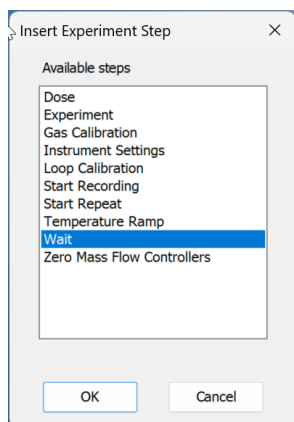 Insert Experiment Step
Available steps
Dose
Experiment
Gas Calibration
Instrument Settings
Loop Calibration
Start Recording
Start Repeat
Temperature Ramp
Wait
Zero Mass Flow Controllers
OK
Cancel